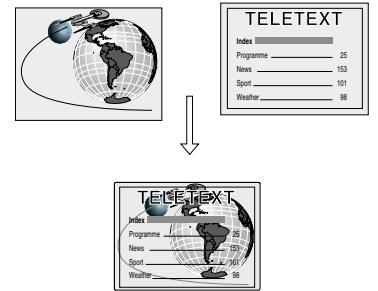 TELETEXT
Index
Programme 25
News 153
Sport 101
Weather 98
TELETEXT
Index
Programme 25
News 153
Sport 101
Weather 98